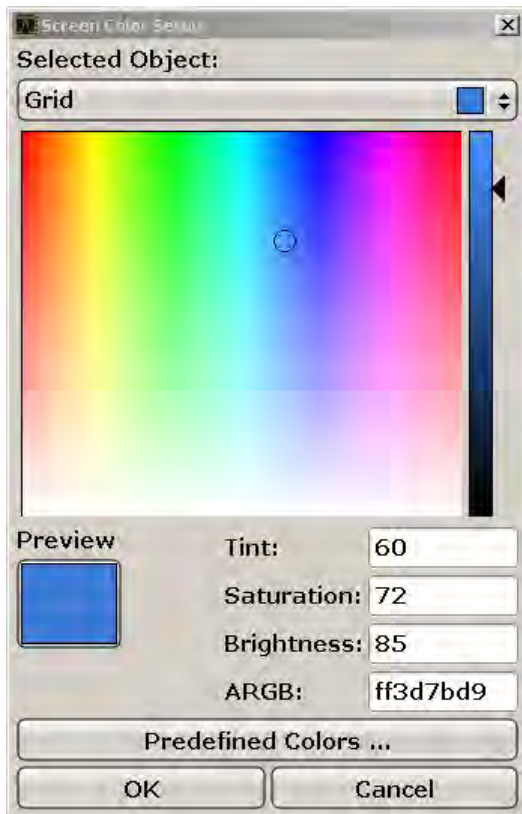 Screen Color Setup
Selected Object:
Grid
Preview
Tint: 60
Saturation: 72
Brightness: 85
ARGB: ff3d7bd9
Predefined Colors ...
OK Cancel